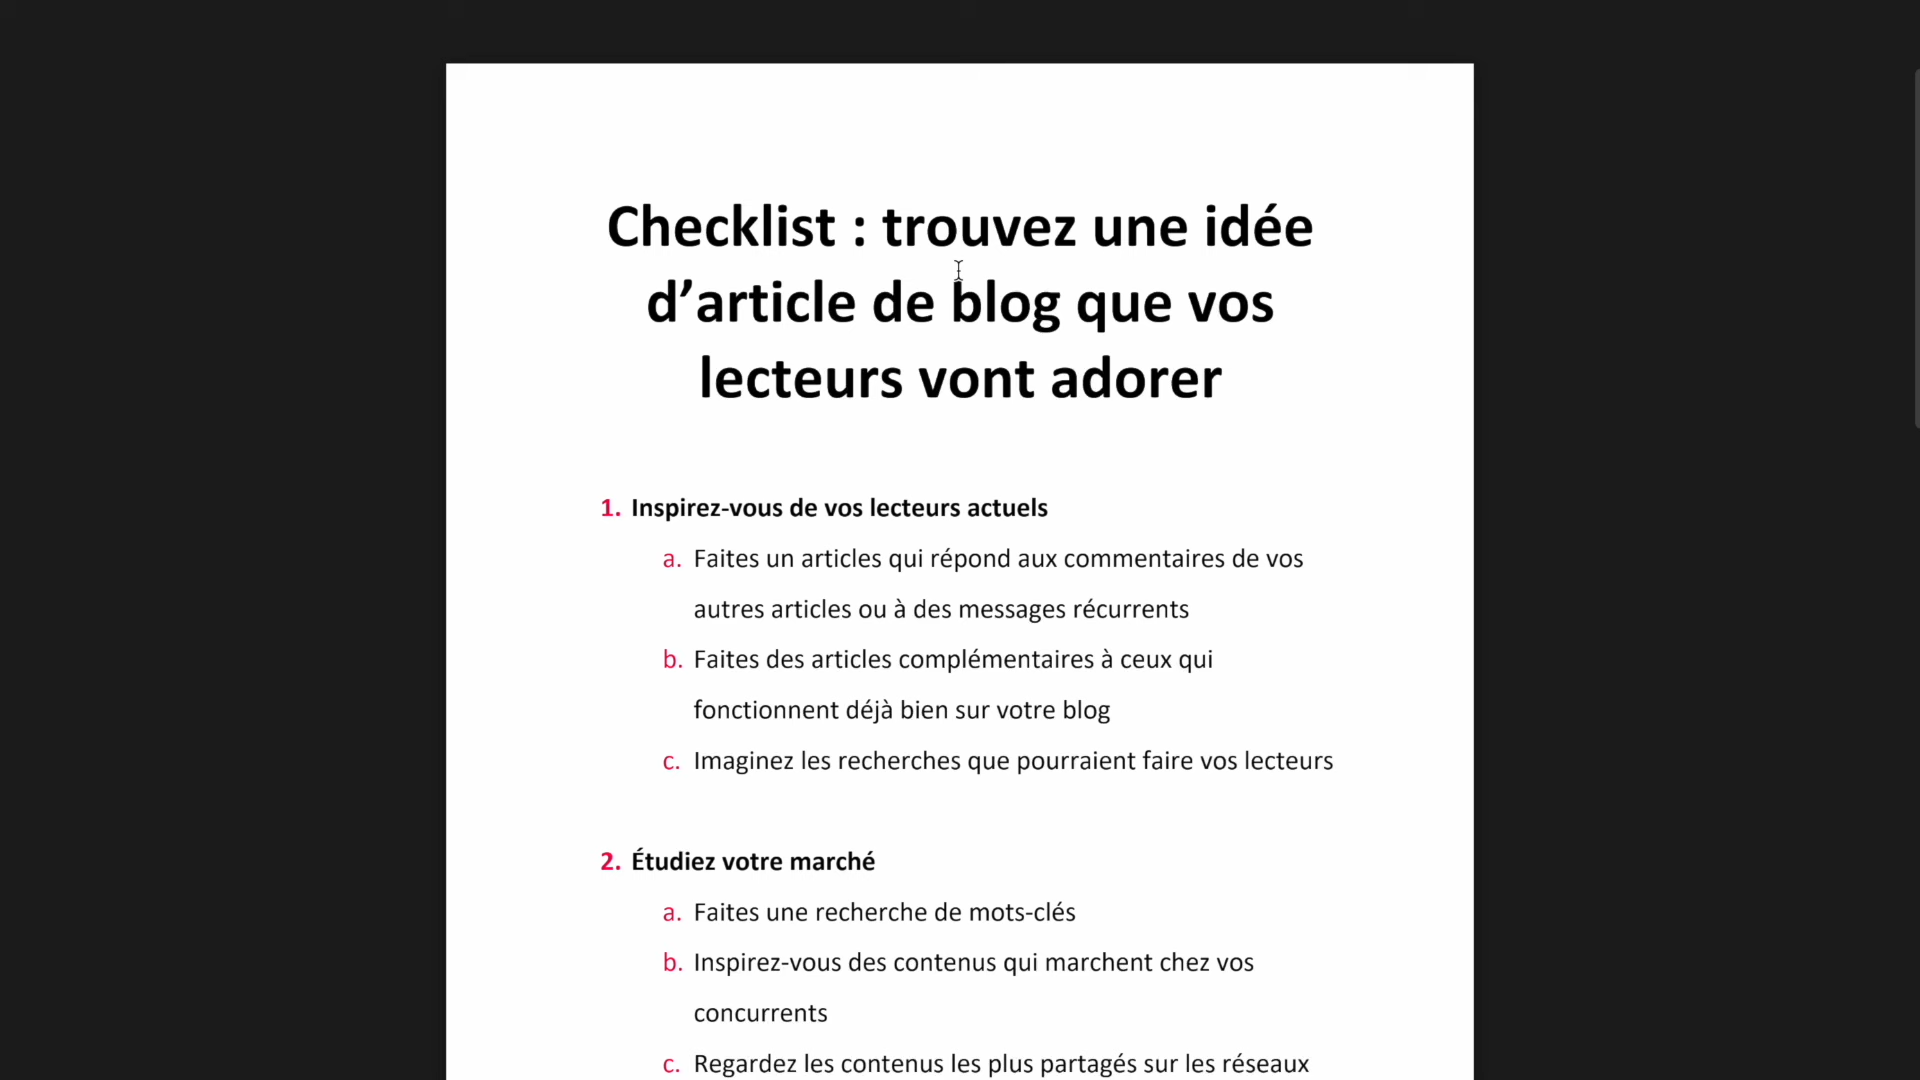 Checklist : trouvez une idée
d’article de blog que vos
lecteurs vont adorer
1. Inspirez-vous de vos lecteurs actuels
a. Faites un articles qui répond aux commentaires de vos
autres articles ou à des messages récurrents
b. Faites des articles complémentaires à ceux qui
fonctionnent déjà bien sur votre blog
c. Imaginez les recherches que pourraient faire vos lecteurs
2. Étudiez votre marché
a. Faites une recherche de mots-clés
b. Inspirez-vous des contenus qui marchent chez vos
concurrents
c. Regardez les contenus les plus partagés sur les réseaux